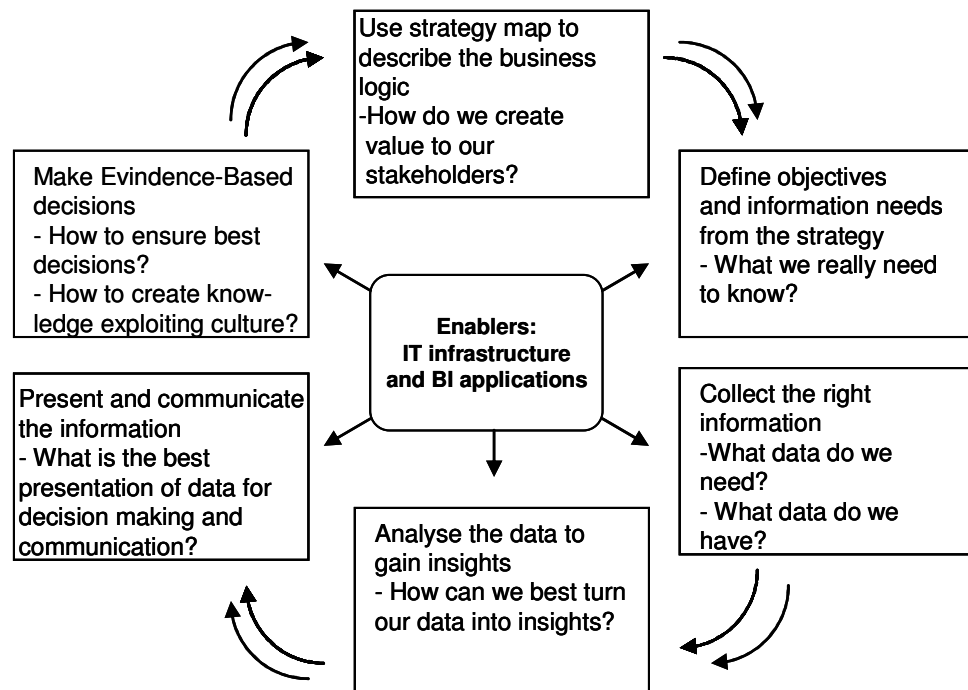 Use strategy map to
describe the business
logic
-How do we create
value to our
stakeholders?
Define objectives
and information needs
from the strategy
- What we really need
to know?
Collect the right
information
-What data do we
need?
- What data do we
have?
Analyse the data to
gain insights
- How can we best turn
our data into insights?
Present and communicate
the information
- What is the best
presentation of data for
decision making and
communication?
Make Evindence-Based
decisions
- How to ensure best
decisions?
- How to create know-
ledge exploiting culture?
Enablers:
IT infrastructure
and BI applications